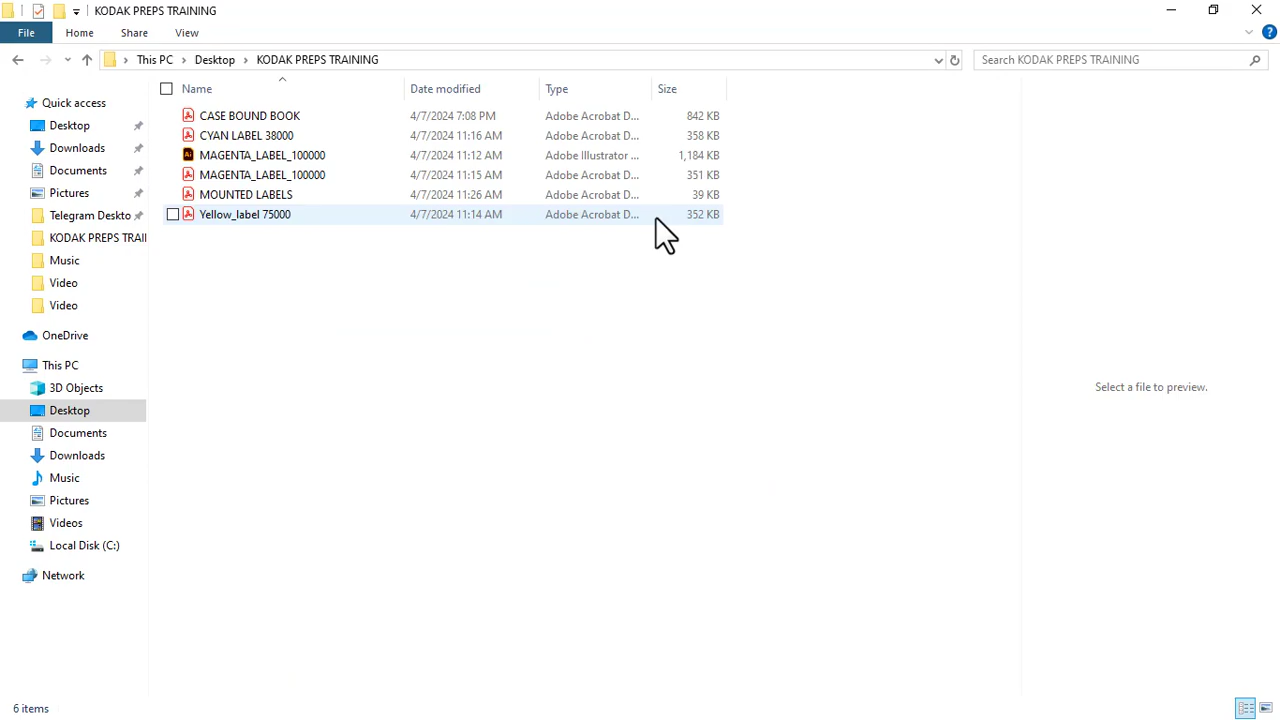 KODAK PREPS TRAINING
File Home Share View
This PC Desktop KODAK PREPS TRAINING Search KODAK PREPS TRAINING
Name Date modified Type Size
CASE BOUND BOOK 4/7/2024 7:08 PM Adobe Acrobat D... 842 KB
CYAN LABEL 38000 4/7/2024 11:16 AM Adobe Acrobat D... 358 KB
MAGENTA_LABEL_100000 4/7/2024 11:12 AM Adobe Illustrator ... 1,184 KB
MAGENTA_LABEL_100000 4/7/2024 11:15 AM Adobe Acrobat D... 351 KB
MOUNTED LABELS 4/7/2024 11:26 AM Adobe Acrobat D... 39 KB
Yellow_label 75000 4/7/2024 11:14 AM Adobe Acrobat D... 352 KB
Quick access
Desktop
Downloads
Documents
Pictures
Telegram Deskto
KODAK PREPS TRAI
Music
Video
Video
OneDrive
This PC
3D Objects
Desktop
Documents
Downloads
Music
Pictures
Videos
Local Disk (C:)
Network
Select a file to preview.
6 items